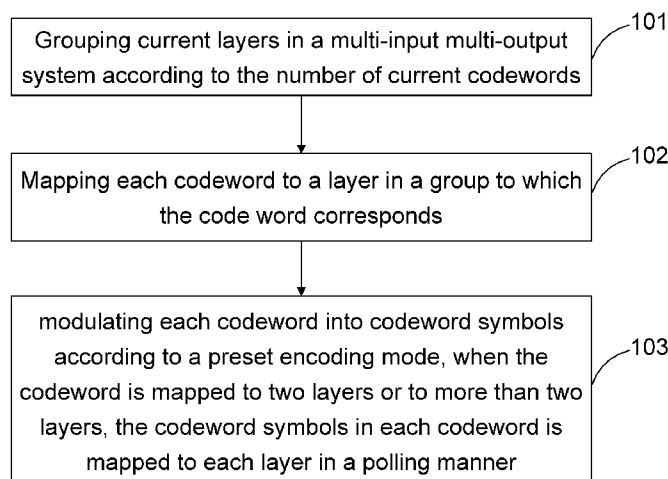 Grouping current layers in a multi-input multi-output
system according to the number of current codewords
101
Mapping each codeword to a layer in a group to which
the code word corresponds
102
modulating each codeword into codeword symbols
according to a preset encoding mode, when the
codeword is mapped to two layers or to more than two
layers, the codeword symbols in each codeword is
mapped to each layer in a polling manner
103